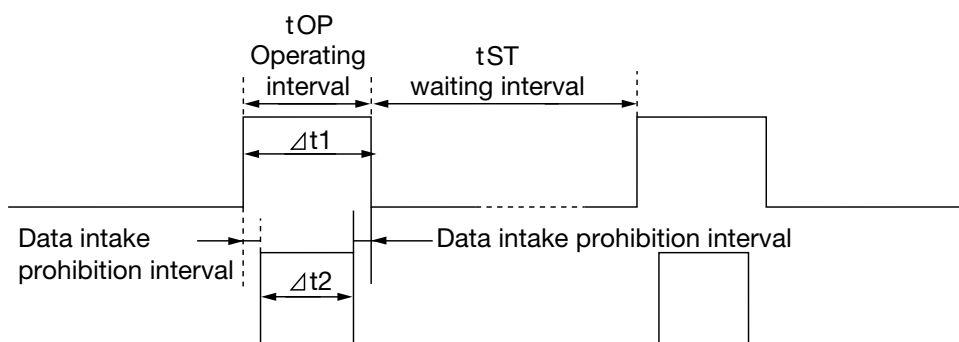 tOP
Operating
interval
tST
waiting interval
⊿t1
Data intake
prohibition interval
Data intake prohibition interval
⊿t2